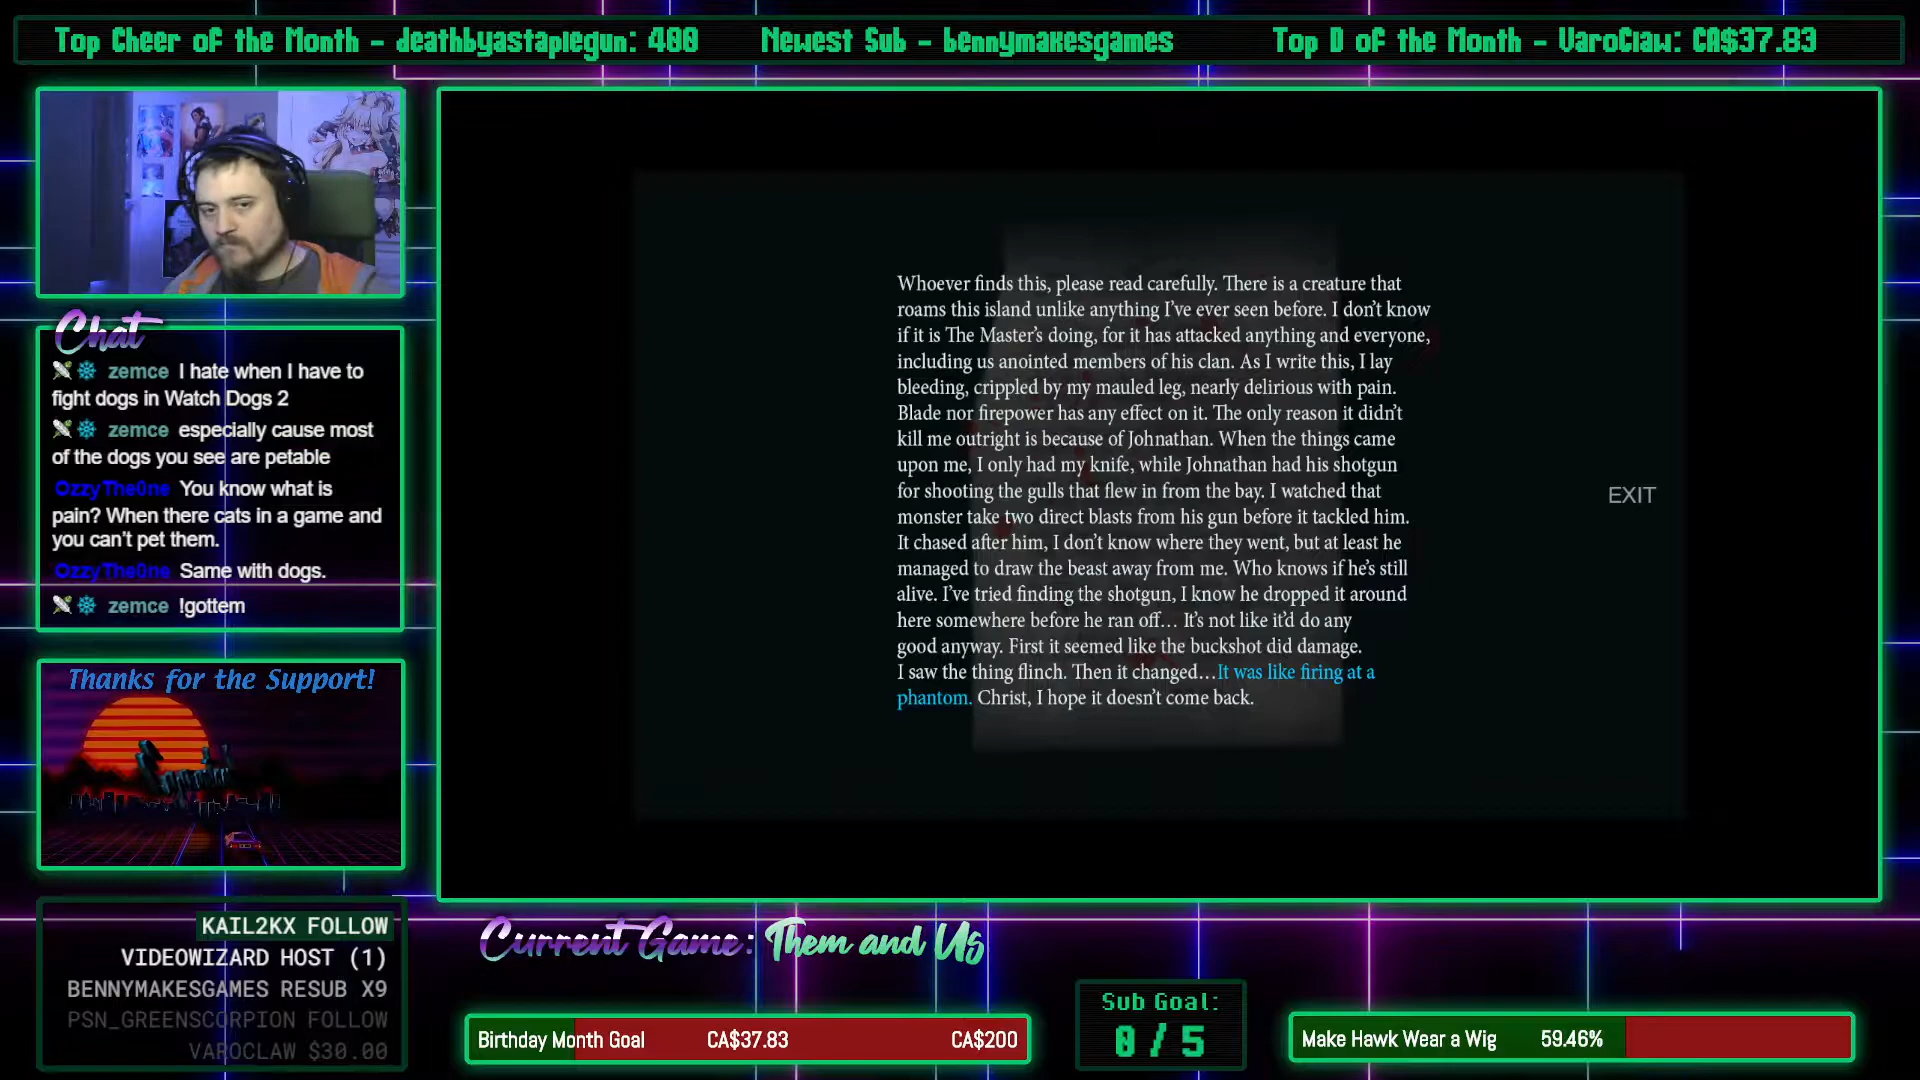 Top Cheer of the Month - deathbyastaplegun: 400
Newest Sub - bennymakesgames
Top D of the Month - VaroClaw: CA$37.83
Chat
zemce I hate when I have to
fight dogs in Watch Dogs 2
zemce especially cause most
of the dogs you see are petable
OzzyThe0ne You know what is
pain? When there cats in a game and
you can't pet them.
OzzyThe0ne Same with dogs.
zemce !gottem
Thanks for the Support!
KAIL2KX FOLLOW
VIDEOWIZARD HOST (1)
BENNYMAKESGAMES RESUB X9
PSN_GREENSCORPION FOLLOW
VAROCLAW $30.00
Whoever finds this, please read carefully. There is a creature that
roams this island unlike anything I've ever seen before. I don't know
if it is The Master's doing, for it has attacked anything and everyone,
including us anointed members of his clan. As I write this, I lay
bleeding, crippled by my mauled leg, nearly delirious with pain.
Blade nor firepower has any effect on it. The only reason it didn't
kill me outright is because of Johnathan. When the things came
upon me, I only had my knife, while Johnathan had his shotgun
for shooting the gulls that flew in from the bay. I watched that
monster take two direct blasts from his gun before it tackled him.
It chased after him, I don't know where they went, but at least he
managed to draw the beast away from me. Who knows if he's still
alive. I've tried finding the shotgun, I know he dropped it around
here somewhere before he ran off... It's not like it'd do any
good anyway. First it seemed like the buckshot did damage.
I saw the thing flinch. Then it changed...It was like firing at a
phantom. Christ, I hope it doesn't come back.
EXIT
Current Game: Them and Us
Birthday Month Goal CA$37.83 CA$200
Sub Goal:
0 / 5
Make Hawk Wear a Wig 59.46%